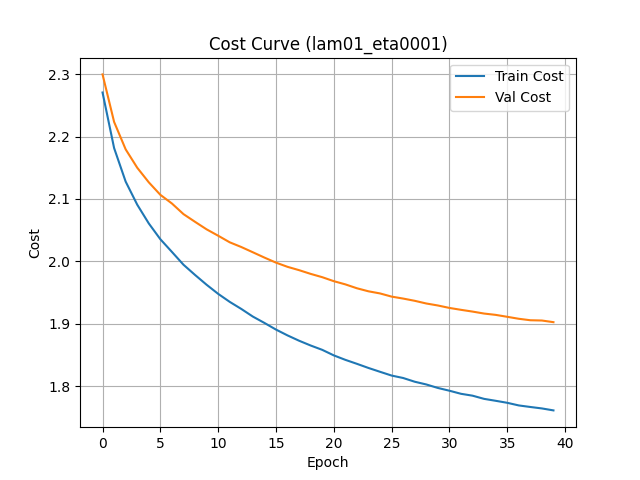 Cost Curve (lam01_eta0001)
Train Cost
Val Cost
2.3
2.2
2.1
2.0
1.9
1.8
Cost
0 5 10 15 20 25 30 35 40
Epoch